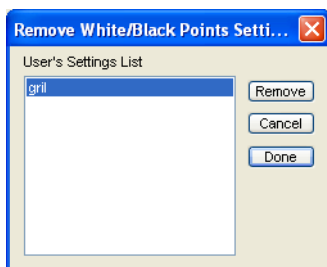 Remove White/Black Points Setti...
User's Settings List
gril
Remove
Cancel
Done